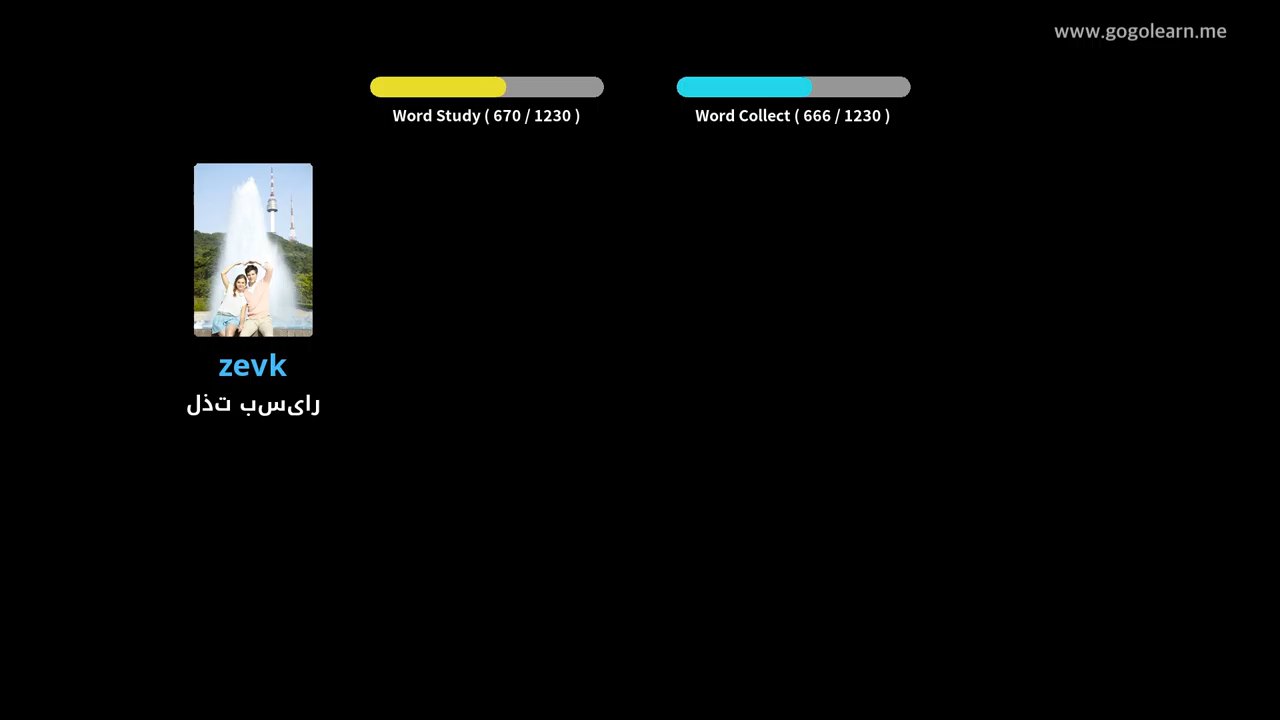 www.gogolearn.me
Word Study ( 670 / 1230 )
Word Collect ( 666 / 1230 )
zevk
لذت بسیار